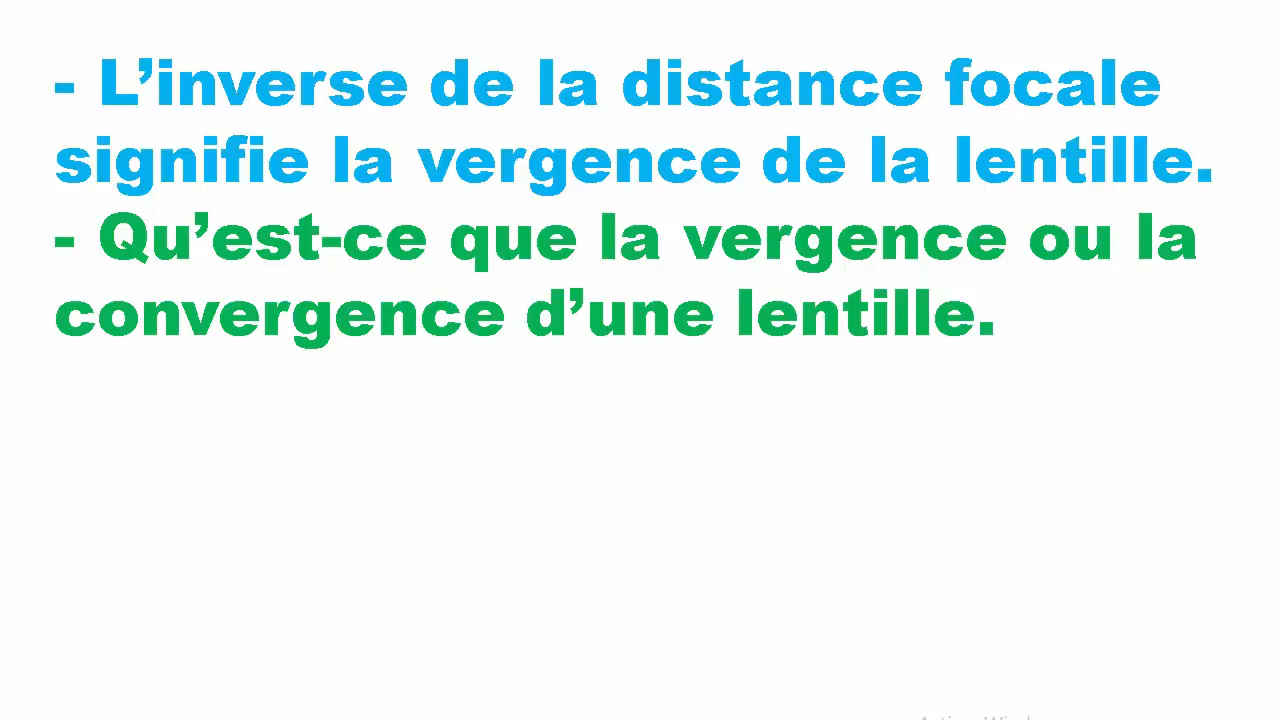 - L’inverse de la distance focale
signifie la vergence de la lentille.
- Qu’est-ce que la vergence ou la
convergence d’une lentille.